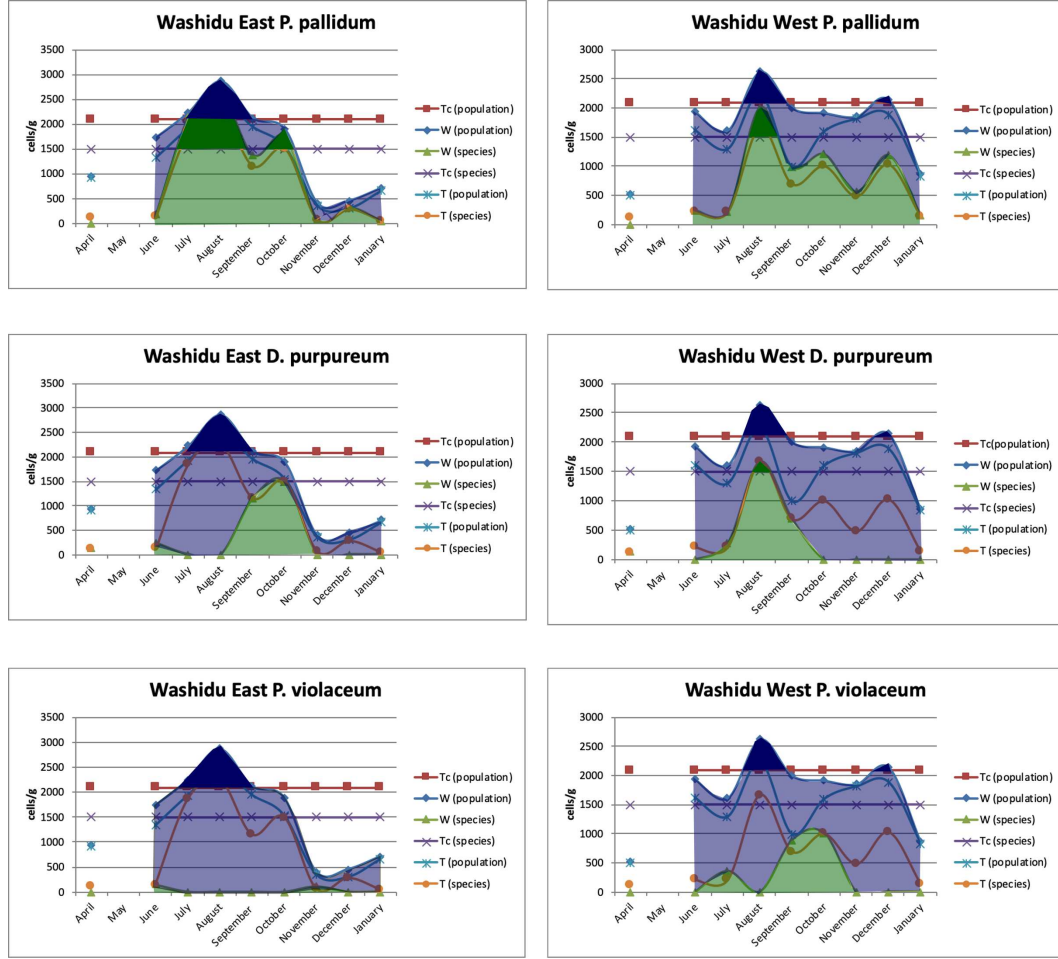 Washidu East P. pallidum
3500
3000
2500
2000
1500
1000
500
0
cells/g
April
May
June
July
August
September
October
November
December
January
Tc (population)
W (population)
W (species)
Tc (species)
T (population)
T (species)
Washidu West P. pallidum
3000
2500
2000
1500
1000
500
0
cells/g
April
May
June
July
August
September
October
November
December
January
Tc (population)
W (population)
W (species)
Tc (species)
T (population)
T (species)
Washidu East D. purpureum
3500
3000
2500
2000
1500
1000
500
0
cells/g
April
May
June
July
August
September
October
November
December
January
Tc (population)
W (population)
W (species)
Tc (species)
T (population)
T (species)
Washidu West D. purpureum
3000
2500
2000
1500
1000
500
0
cells/g
April
May
June
July
August
September
October
November
December
January
Tc(population)
W (population)
W (species)
Tc (species)
T (population)
T (species)
Washidu East P. violaceum
3500
3000
2500
2000
1500
1000
500
0
cells/g
April
May
June
July
August
September
October
November
December
January
Tc (population)
W (population)
W (species)
Tc (species)
T (population)
T (species)
Washidu West P. violaceum
3000
2500
2000
1500
1000
500
0
cells/g
April
May
June
July
August
September
October
November
December
January
Tc (population)
W (population)
W (species)
Tc (species)
T (population)
T (species)